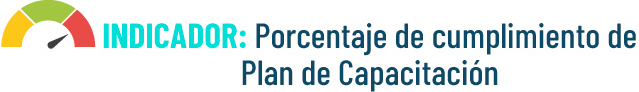 INDICADOR: Porcentaje de cumplimiento de
Plan de Capacitación